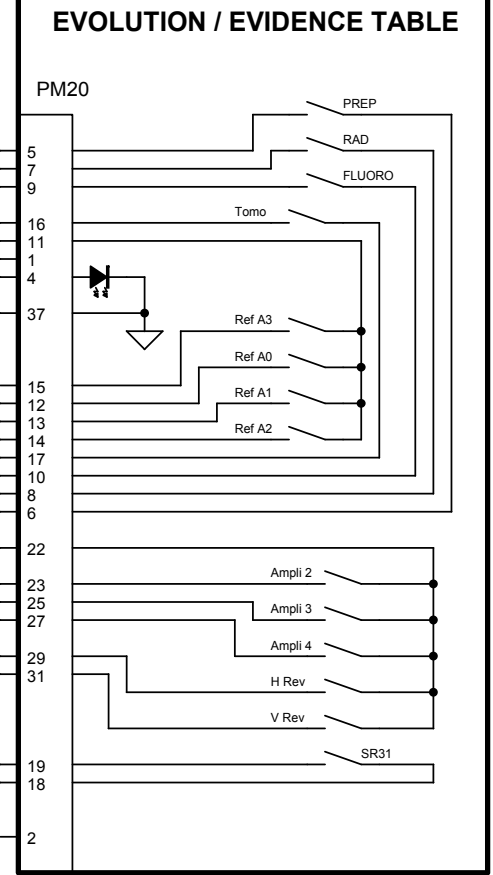 EVOLUTION / EVIDENCE TABLE
PM20
PREP
5
RAD
7
9
FLUORO
16
Tomo
11
1
4
37
Ref A3
Ref A0
15
12
Ref A1
13
14
Ref A2
17
10
8
6
22
23
Ampli 2
25
Ampli 3
27
Ampli 4
29
H Rev
31
V Rev
SR31
19
18
2